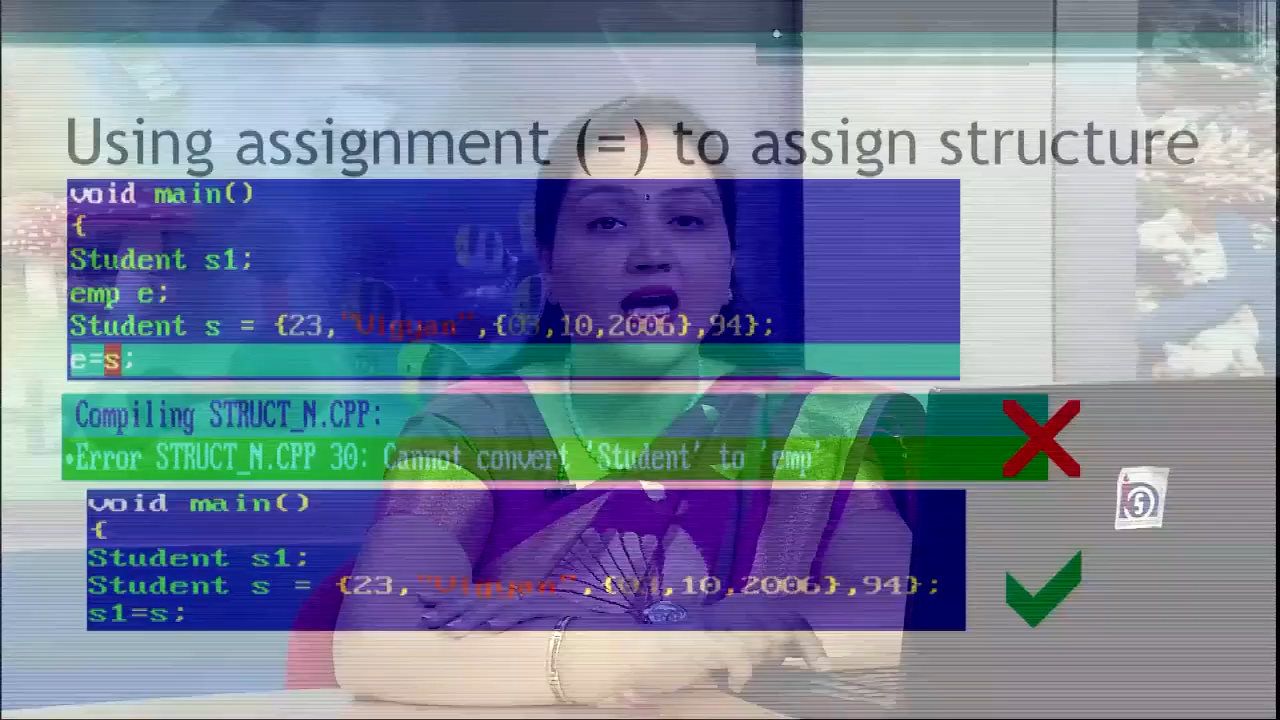 Using assignment (=) to assign structure
void main()
{
Student s1;
emp e;
Student s = {23,"Vigyan",{03,10,2006},94};
e=s;
Compiling STRUCT_N.CPP:
•Error STRUCT_N.CPP 30: Cannot convert 'Student' to 'emp'
void main()
{
Student s1;
Student s = {23,"Vigyan",{03,10,2006},94};
s1=s;